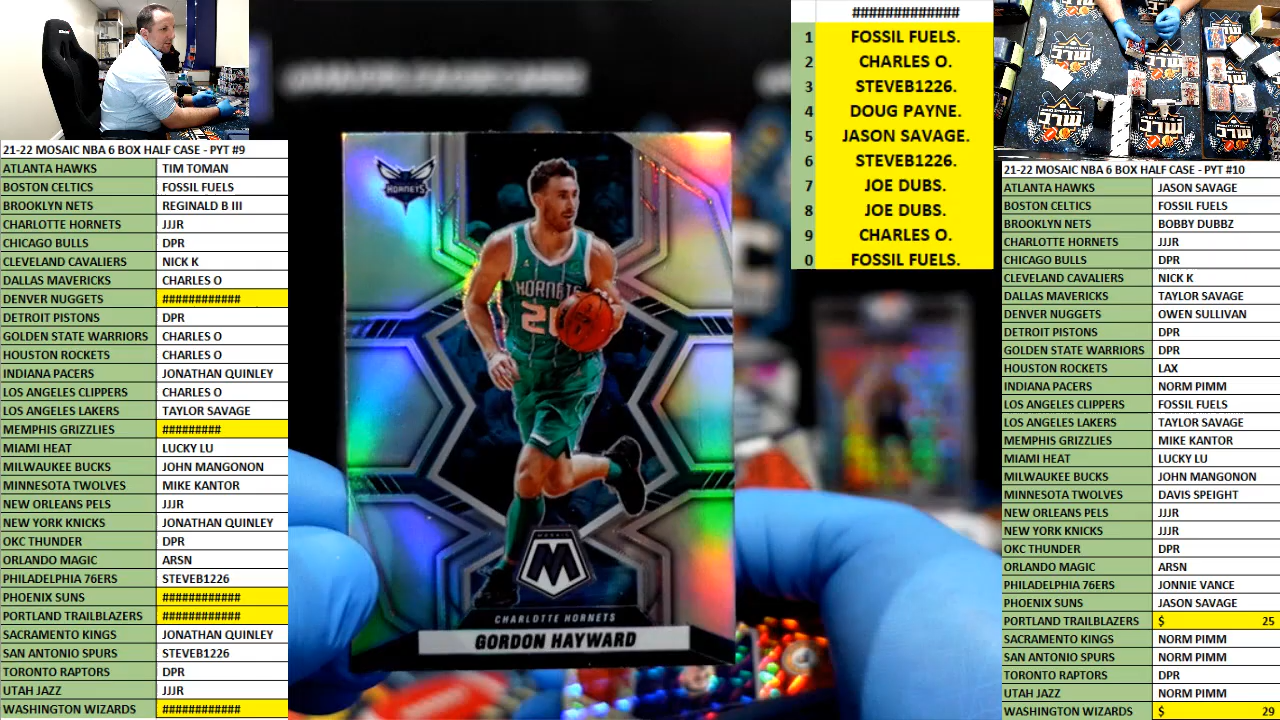 21-22 MOSAIC NBA 6 BOX HALF CASE - PYT #9
ATLANTA HAWKS TIM TOMAN
BOSTON CELTICS FOSSIL FUELS
BROOKLYN NETS REGINALD B III
CHARLOTTE HORNETS JJJR
CHICAGO BULLS DPR
CLEVELAND CAVALIERS NICK K
DALLAS MAVERICKS CHARLES O
DENVER NUGGETS ############
DETROIT PISTONS DPR
GOLDEN STATE WARRIORS CHARLES O
HOUSTON ROCKETS CHARLES O
INDIANA PACERS JONATHAN QUINLEY
LOS ANGELES CLIPPERS CHARLES O
LOS ANGELES LAKERS TAYLOR SAVAGE
MEMPHIS GRIZZLIES #########
MIAMI HEAT LUCKY LU
MILWAUKEE BUCKS JOHN MANGONON
MINNESOTA TWOLVES MIKE KANTOR
NEW ORLEANS PELS JJJR
NEW YORK KNICKS JONATHAN QUINLEY
OKC THUNDER DPR
ORLANDO MAGIC ARSN
PHILADELPHIA 76ERS STEVEB1226
PHOENIX SUNS ############
PORTLAND TRAILBLAZERS ############
SACRAMENTO KINGS JONATHAN QUINLEY
SAN ANTONIO SPURS STEVEB1226
TORONTO RAPTORS DPR
UTAH JAZZ JJJR
WASHINGTON WIZARDS ############
HORNETS
HORNETS
20
MOSAIC
M
CHARLOTTE HORNETS
GORDON HAYWARD
#############
1 FOSSIL FUELS.
2 CHARLES O.
3 STEVEB1226.
4 DOUG PAYNE.
5 JASON SAVAGE.
6 STEVEB1226.
7 JOE DUBS.
8 JOE DUBS.
9 CHARLES O.
0 FOSSIL FUELS.
21-22 MOSAIC NBA 6 BOX HALF CASE - PYT #10
ATLANTA HAWKS JASON SAVAGE
BOSTON CELTICS FOSSIL FUELS
BROOKLYN NETS BOBBY DUBBZ
CHARLOTTE HORNETS JJJR
CHICAGO BULLS DPR
CLEVELAND CAVALIERS NICK K
DALLAS MAVERICKS TAYLOR SAVAGE
DENVER NUGGETS OWEN SULLIVAN
DETROIT PISTONS DPR
GOLDEN STATE WARRIORS DPR
HOUSTON ROCKETS LAX
INDIANA PACERS NORM PIMM
LOS ANGELES CLIPPERS FOSSIL FUELS
LOS ANGELES LAKERS TAYLOR SAVAGE
MEMPHIS GRIZZLIES MIKE KANTOR
MIAMI HEAT LUCKY LU
MILWAUKEE BUCKS JOHN MANGONON
MINNESOTA TWOLVES DAVIS SPEIGHT
NEW ORLEANS PELS JJJR
NEW YORK KNICKS JJJR
OKC THUNDER DPR
ORLANDO MAGIC ARSN
PHILADELPHIA 76ERS JONNIE VANCE
PHOENIX SUNS JASON SAVAGE
PORTLAND TRAILBLAZERS $ 25
SACRAMENTO KINGS NORM PIMM
SAN ANTONIO SPURS NORM PIMM
TORONTO RAPTORS DPR
UTAH JAZZ NORM PIMM
WASHINGTON WIZARDS $ 29